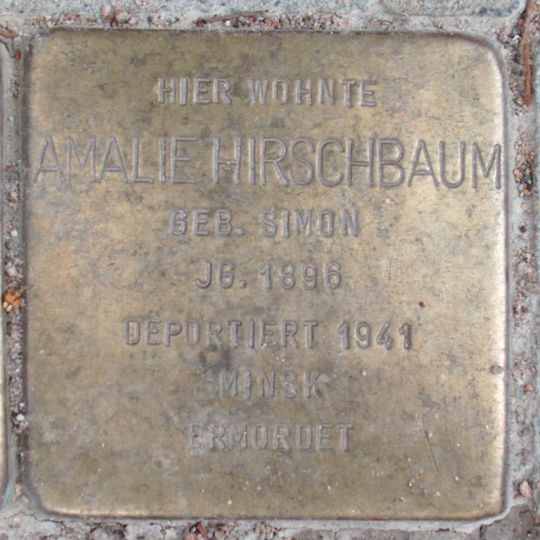 HIER WOHNTE
AMALIE HIRSCHBAUM
GEB. SIMON
JG. 1896
DEPORTIERT 1941
MINSK
ERMORDET